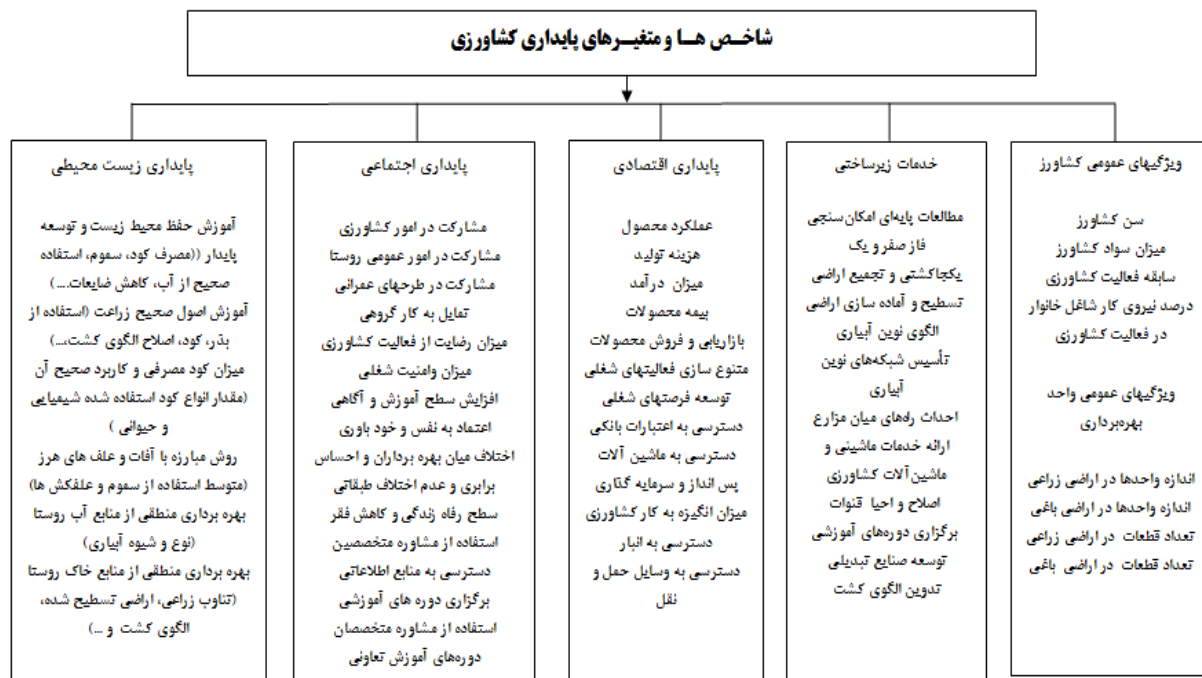 شاخــص هــا و متغیــرهای پایداری کشاورزی
ویژگیهای عمومی کشاورز
سن کشاورز
میزان سواد کشاورز
سابقه فعالیت کشاورزی
درصد نیروی کار شاغل خانوار
در فعالیت کشاورزی
ویژگیهای عمومی واحد
بهره‌برداری
اندازه واحدها در اراضی زراعی
اندازه واحدها در اراضی باغی
تعداد قطعات در اراضی زراعی
تعداد قطعات در اراضی باغی
خدمات زیرساختی
مطالعات پایه‌ای امکان‌سنجی
فاز صفر و یک
یکجاکشتی و تجمیع اراضی
تسطیح و آماده سازی اراضی
الگوی نوین آبیاری
تأسیس شبکه‌های نوین
آبیاری
احداث راه‌های میان مزارع
ارائه خدمات ماشینی و
ماشین‌آلات کشاورزی
اصلاح و احیا قنوات
برگزاری دوره‌های آموزشی
توسعه صنایع تبدیلی
تدوین الگوی کشت
پایداری اقتصادی
عملکرد محصول
هزینه تولید
میزان درآمد
بیمه محصولات
بازاریابی و فروش محصولات
متنوع سازی فعالیتهای شغلی
توسعه فرصتهای شغلی
دسترسی به اعتبارات بانکی
دسترسی به ماشین آلات
پس انداز و سرمایه گذاری
میزان انگیزه به کار کشاورزی
دسترسی به انبار
دسترسی به وسایل حمل و
نقل
پایداری اجتماعی
مشارکت در امور کشاورزی
مشارکت در امور عمومی روستا
مشارکت در طرحهای عمرانی
تمایل به کار گروهی
میزان رضایت از فعالیت کشاورزی
میزان وامنیت شغلی
افزایش سطح آموزش و آگاهی
اعتماد به نفس و خود باوری
اختلاف میان بهره برداران و احساس
برابری و عدم اختلاف طبقاتی
سطح رفاه زندگی و کاهش فقر
استفاده از مشاوره متخصصین
دسترسی به منابع اطلاعاتی
برگزاری دوره های آموزشی
استفاده از مشاوره متخصصان
دوره‌های آموزش تعاونی
پایداری زیست محیطی
آموزش حفظ محیط زیست و توسعه
پایدار ((مصرف کود، سموم، استفاده
صحیح از آب، کاهش ضایعات....)
آموزش اصول صحیح زراعت (استفاده از
بذر، کود، اصلاح الگوی کشت،...)
میزان کود مصرفی و کاربرد صحیح آن
(مقدار انواع کود استفاده شده شیمیایی
و حیوانی )
روش مبارزه با آفات و علف های هرز
(متوسط استفاده از سموم و علفکش ها)
بهره برداری منطقی از منابع آب روستا
(نوع و شیوه آبیاری)
بهره برداری منطقی از منابع خاک روستا
(تناوب زراعی، اراضی تسطیح شده،
الگوی کشت و ...)